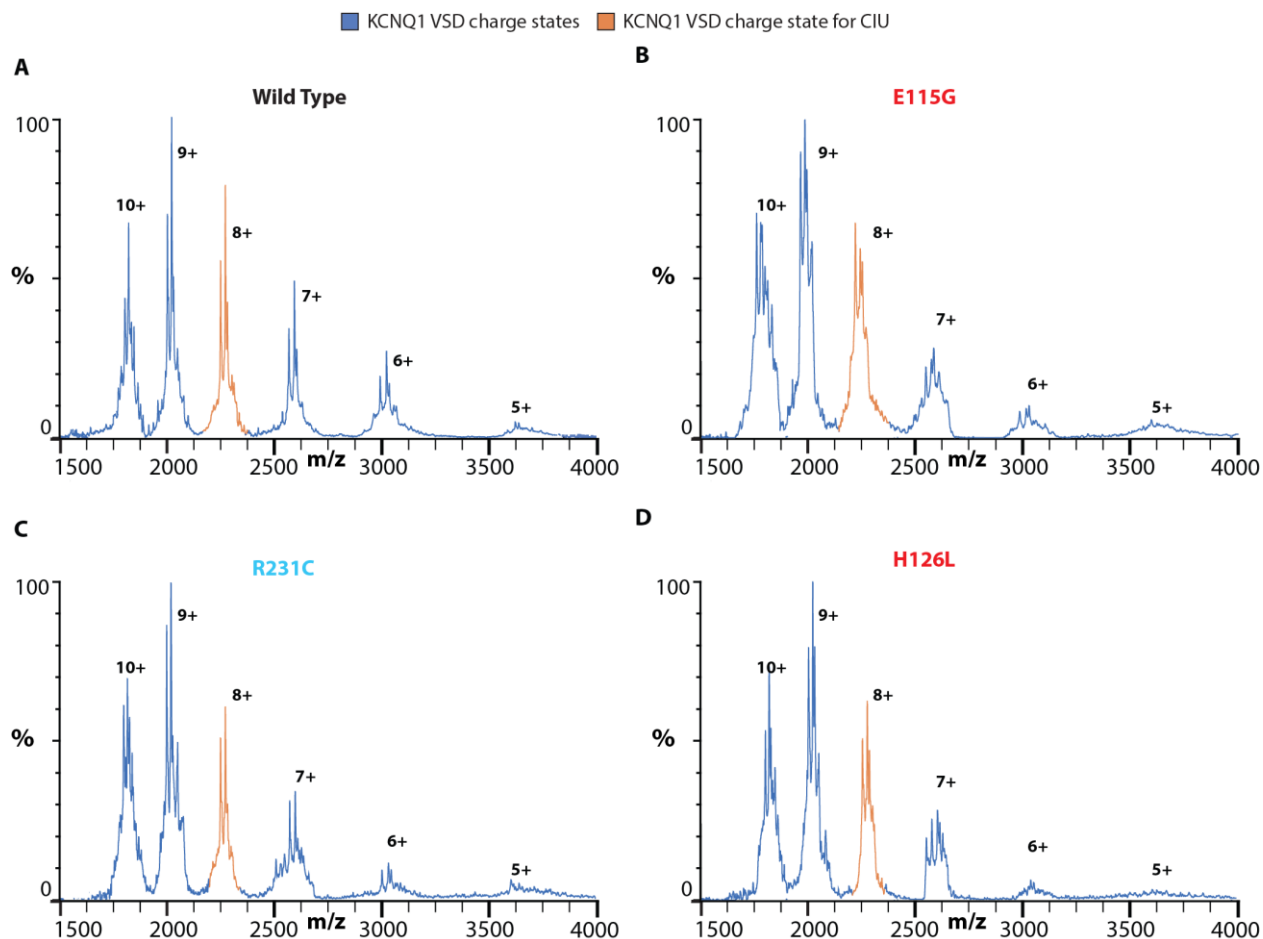 KCNQ1 VSD charge states KCNQ1 VSD charge state for CIU
A
Wild Type
100
%
0
10+
9+
8+
7+
6+
5+
1500 2000 2500 3000 3500 4000
m/z
B
E115G
100
%
0
10+
9+
8+
7+
6+
5+
1500 2000 2500 3000 3500 4000
m/z
C
R231C
100
%
0
10+
9+
8+
7+
6+
5+
1500 2000 2500 3000 3500 4000
m/z
D
H126L
100
%
0
10+
9+
8+
7+
6+
5+
1500 2000 2500 3000 3500 4000
m/z